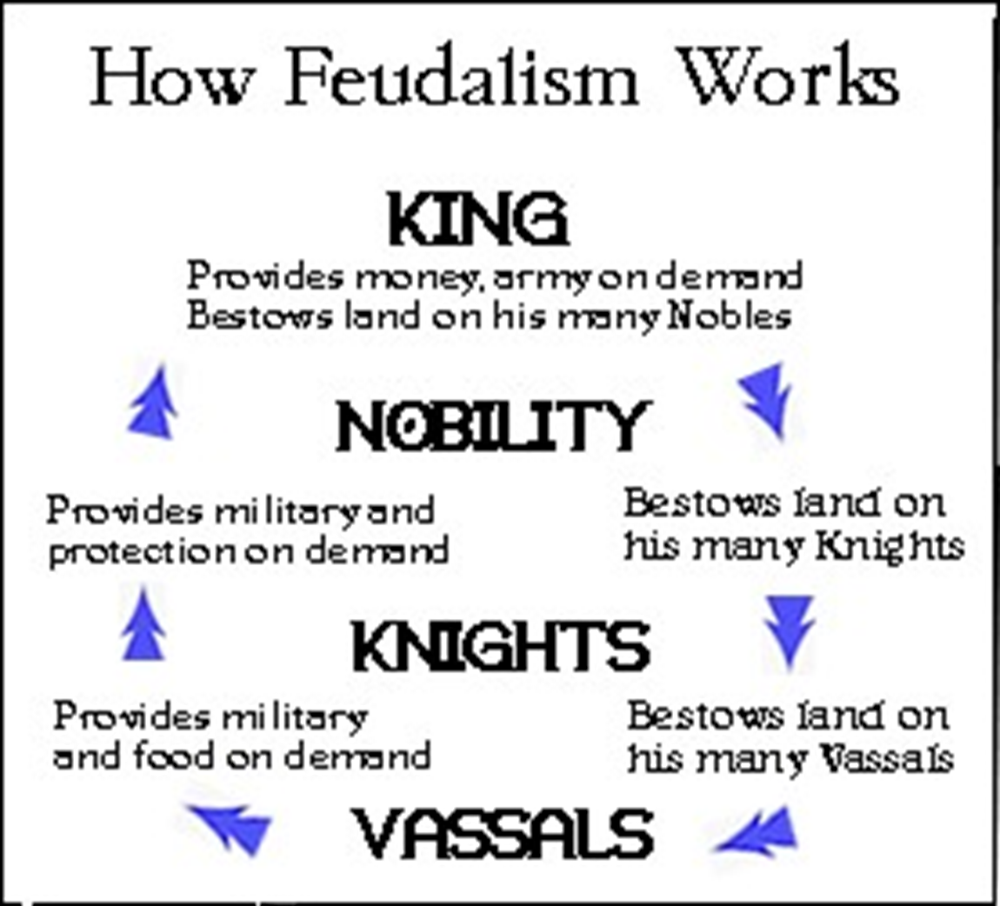 How Feudalism Works
KING
Provides money, army on demand
Bestows land on his many Nobles
NOBILITY
Provides military and
protection on demand
Bestows land on
his many Knights
KNIGHTS
Provides military
and food on demand
Bestows land on
his many Vassals
VASSALS